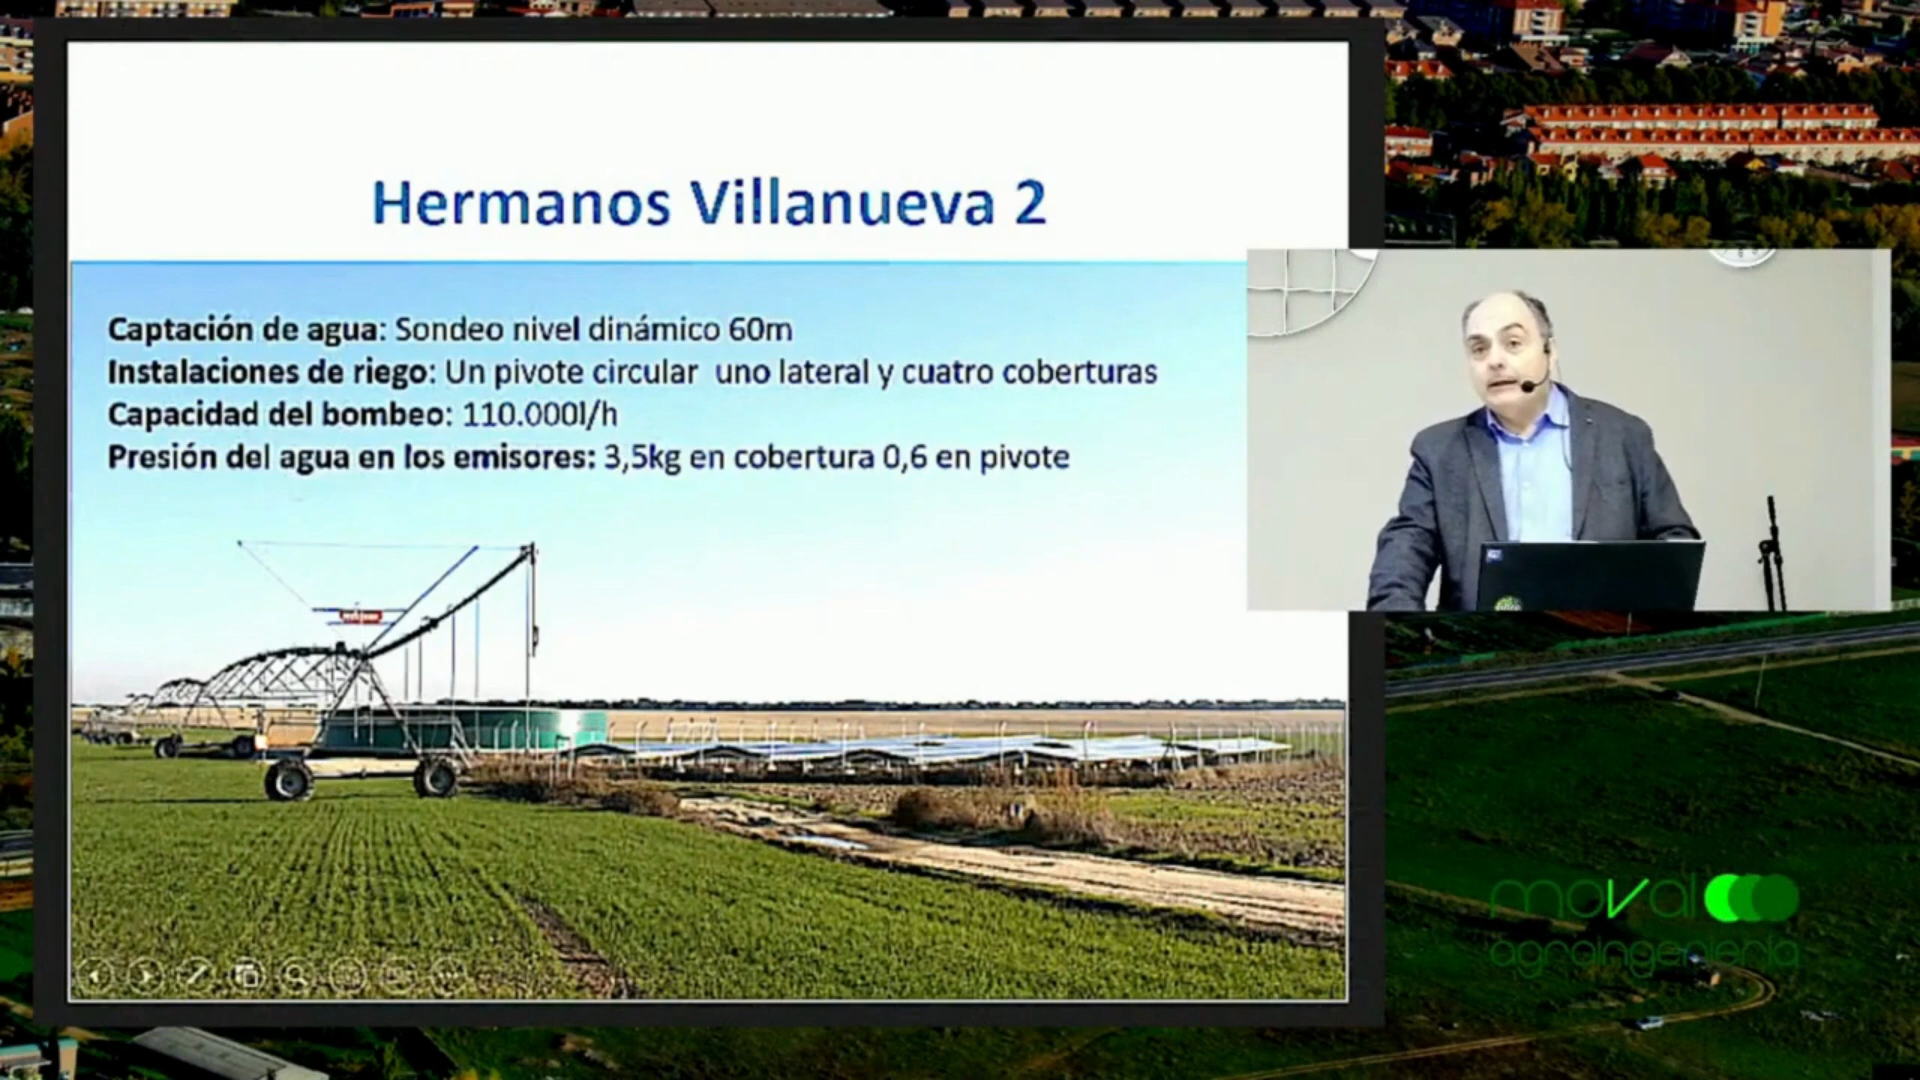 Hermanos Villanueva 2
Captación de agua: Sondeo nivel dinámico 60m
Instalaciones de riego: Un pivote circular uno lateral y cuatro coberturas
Capacidad del bombeo: 110.000l/h
Presión del agua en los emisores: 3,5kg en cobertura 0,6 en pivote
moval
agroingeniería